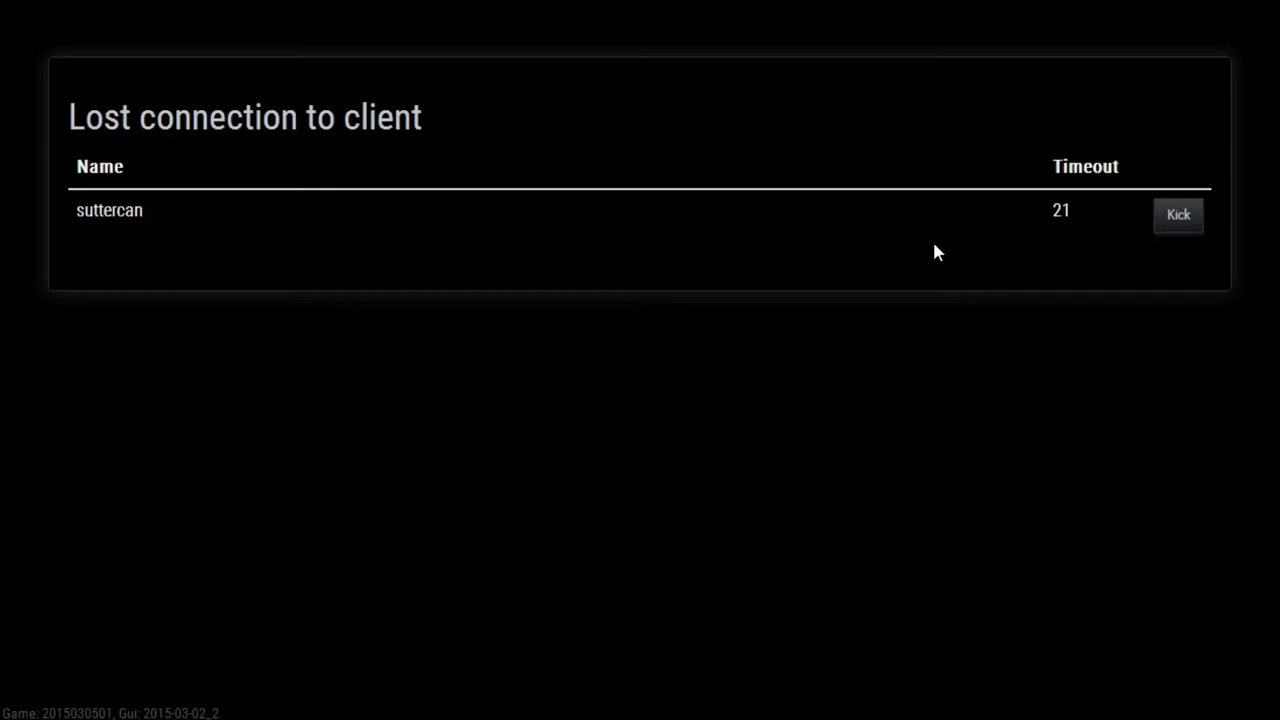 Lost connection to client
Name Timeout
suttercan 21 Kick
Game: 2015030501, Gui: 2015-03-02_2